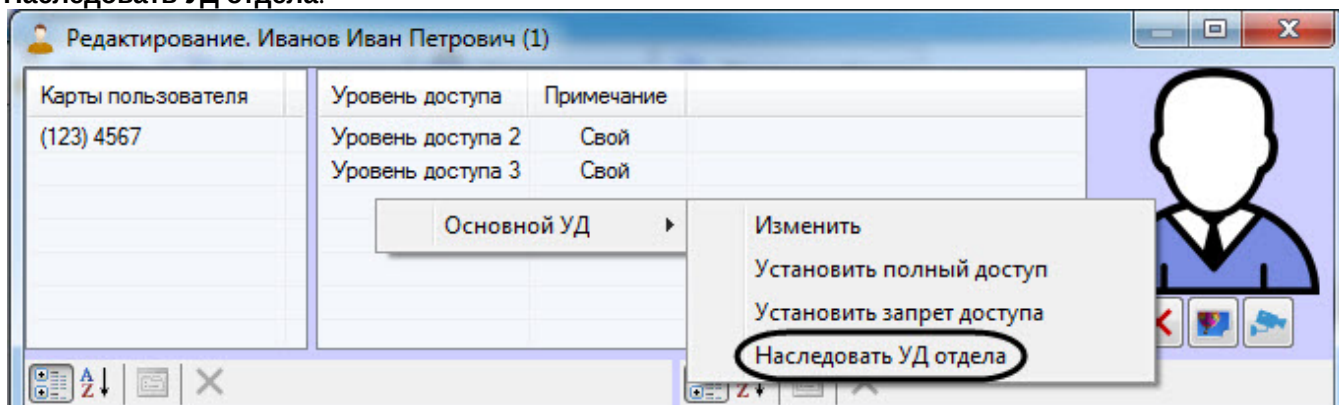 Наследовать УД отдела.
Редактирование. Иванов Иван Петрович (1)
Карты пользователя
Уровень доступа Примечание
(123) 4567
Уровень доступа 2 Свой
Уровень доступа 3 Свой
Основной УД
Изменить
Установить полный доступ
Установить запрет доступа
Наследовать УД отдела